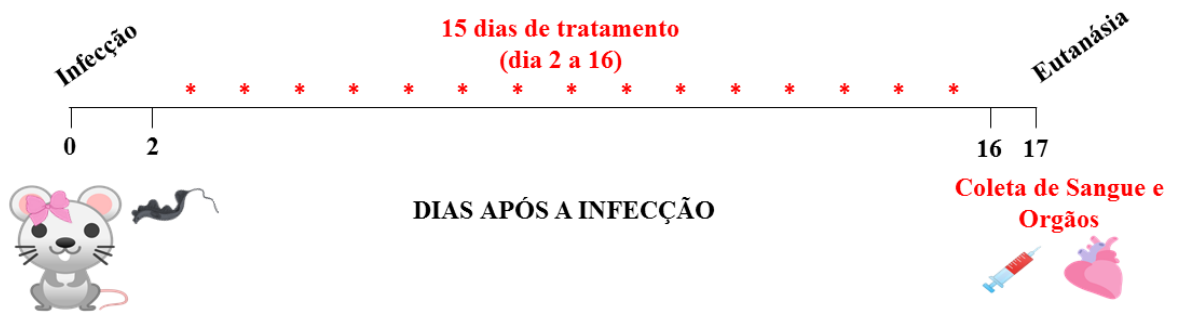 Infecção
15 dias de tratamento
(dia 2 a 16)
Eutanásia
* * * * * * * * * * * * * * *
0 2 16 17
DIAS APÓS A INFECÇÃO
Coleta de Sangue e
Orgãos